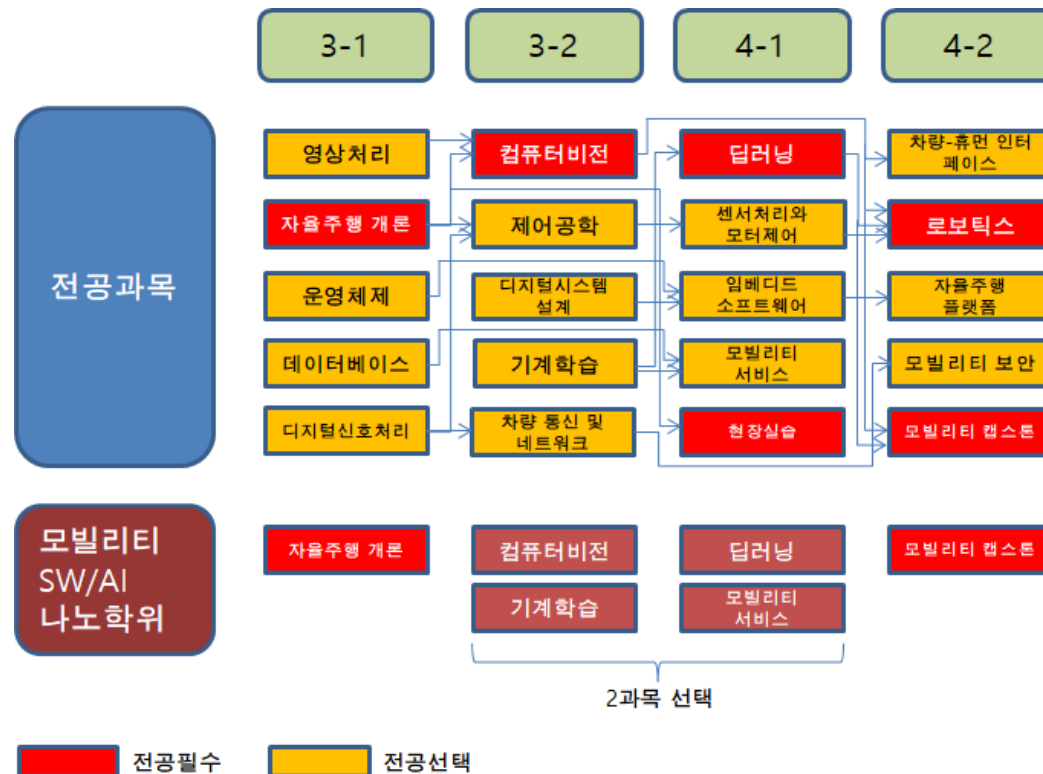 3-1
3-2
4-1
4-2
전공과목
영상처리
컴퓨터비전
딥러닝
차량-휴먼 인터
페이스
자율주행 개론
제어공학
센서처리와
모터제어
로보틱스
운영체제
디지털시스템
설계
임베디드
소프트웨어
자율주행
플랫폼
데이터베이스
기계학습
모빌리티
서비스
모빌리티 보안
디지털신호처리
차량 통신 및
네트워크
현장실습
모빌리티 캡스톤
모빌리티
SW/AI
나노학위
자율주행 개론
컴퓨터비전
딥러닝
모빌리티 캡스톤
기계학습
모빌리티
서비스
2과목 선택
전공필수
전공선택